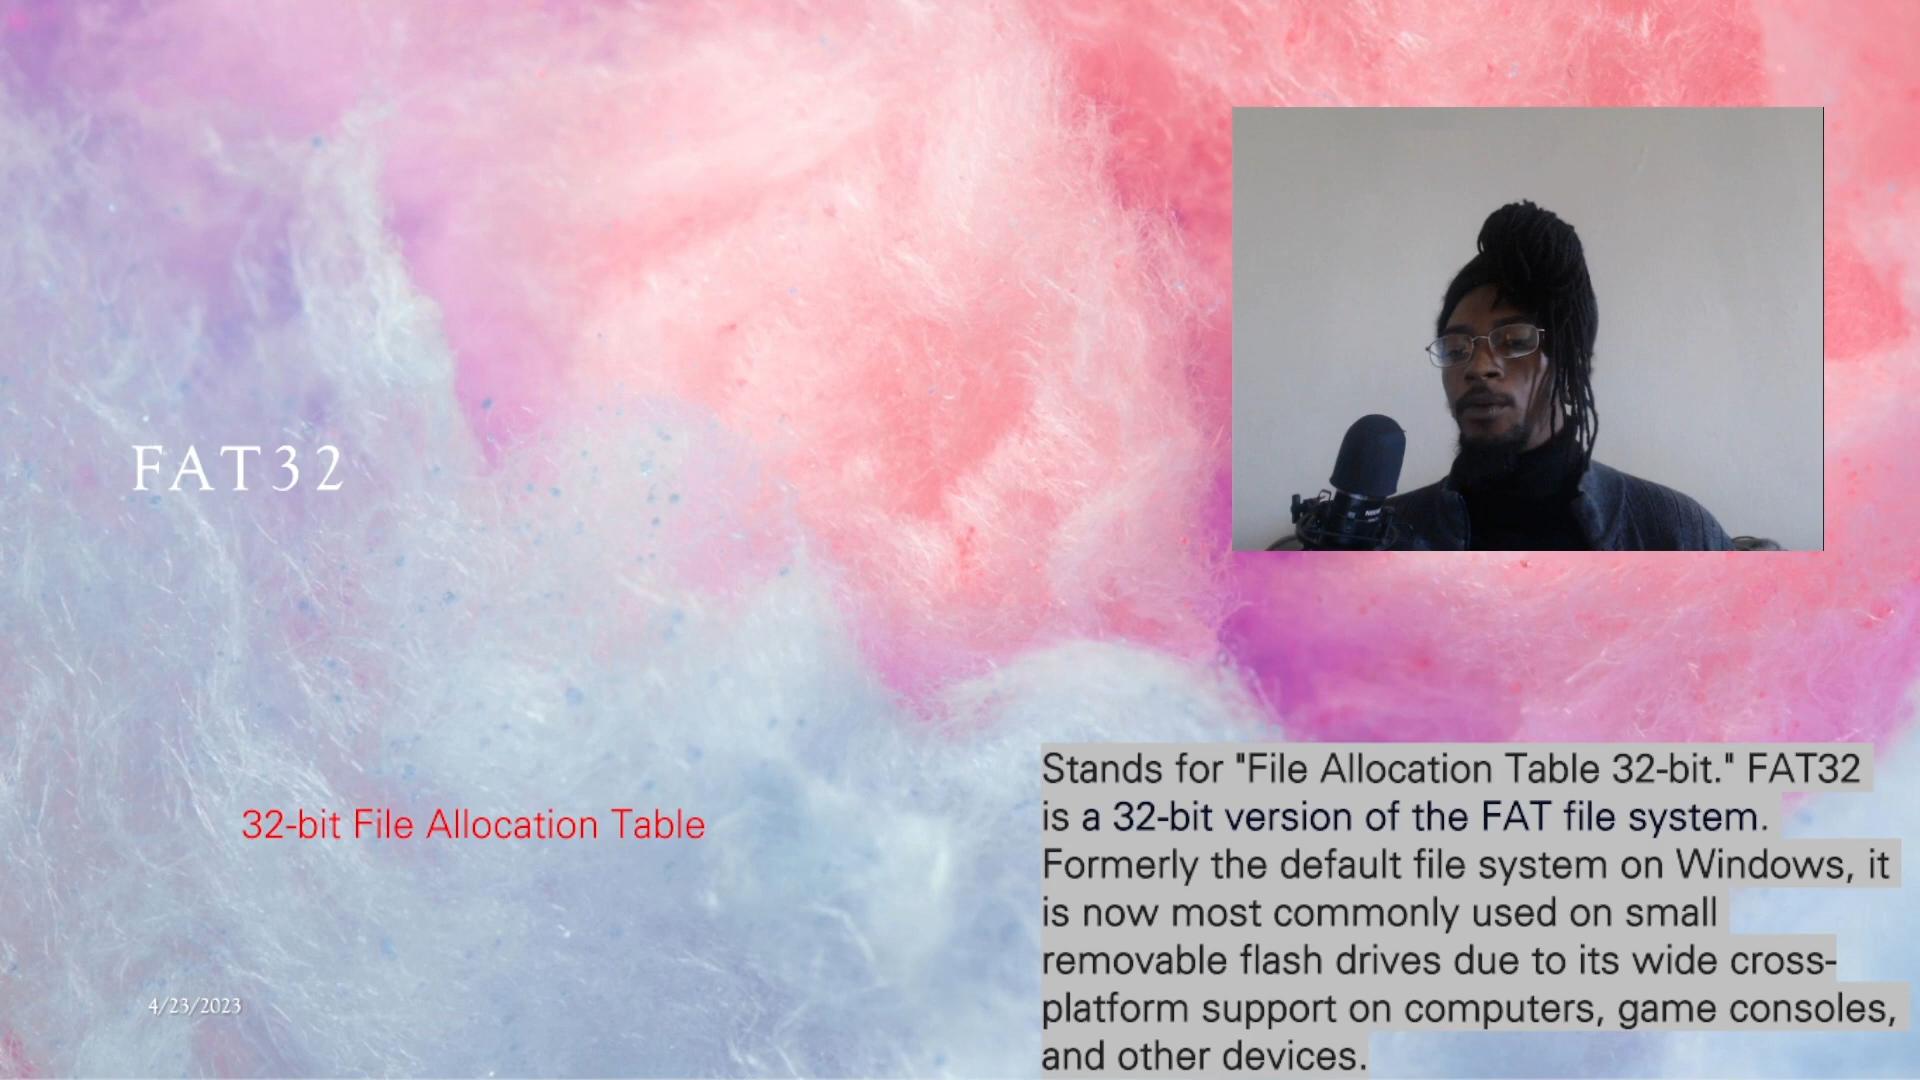 FAT32
32-bit File Allocation Table
4/23/2023
Stands for "File Allocation Table 32-bit." FAT32
is a 32-bit version of the FAT file system.
Formerly the default file system on Windows, it
is now most commonly used on small
removable flash drives due to its wide cross-
platform support on computers, game consoles,
and other devices.